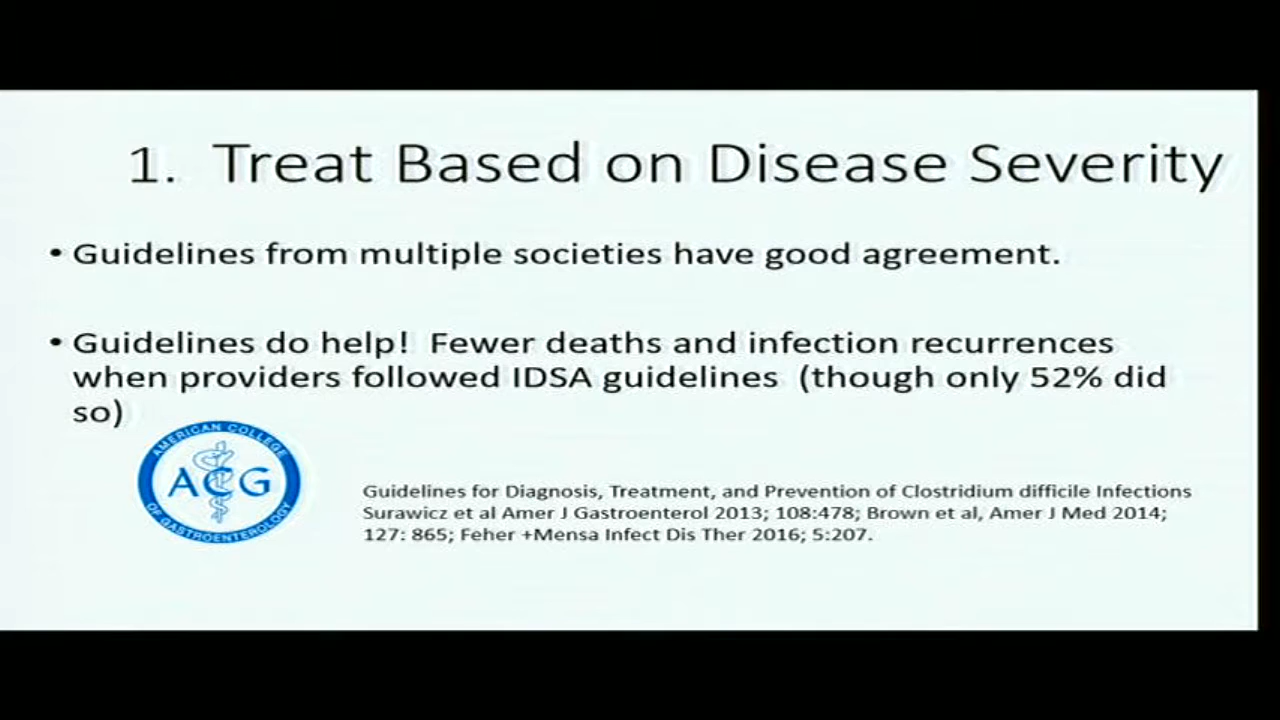 1. Treat Based on Disease Severity
• Guidelines from multiple societies have good agreement.
• Guidelines do help! Fewer deaths and infection recurrences
when providers followed IDSA guidelines (though only 52% did
so)
AMERICAN COLLEGE
ACG
OF GASTROENTEROLOGY
Guidelines for Diagnosis, Treatment, and Prevention of Clostridium difficile Infections
Surawicz et al Amer J Gastroenterol 2013; 108:478; Brown et al, Amer J Med 2014;
127: 865; Feher +Mensa Infect Dis Ther 2016; 5:207.